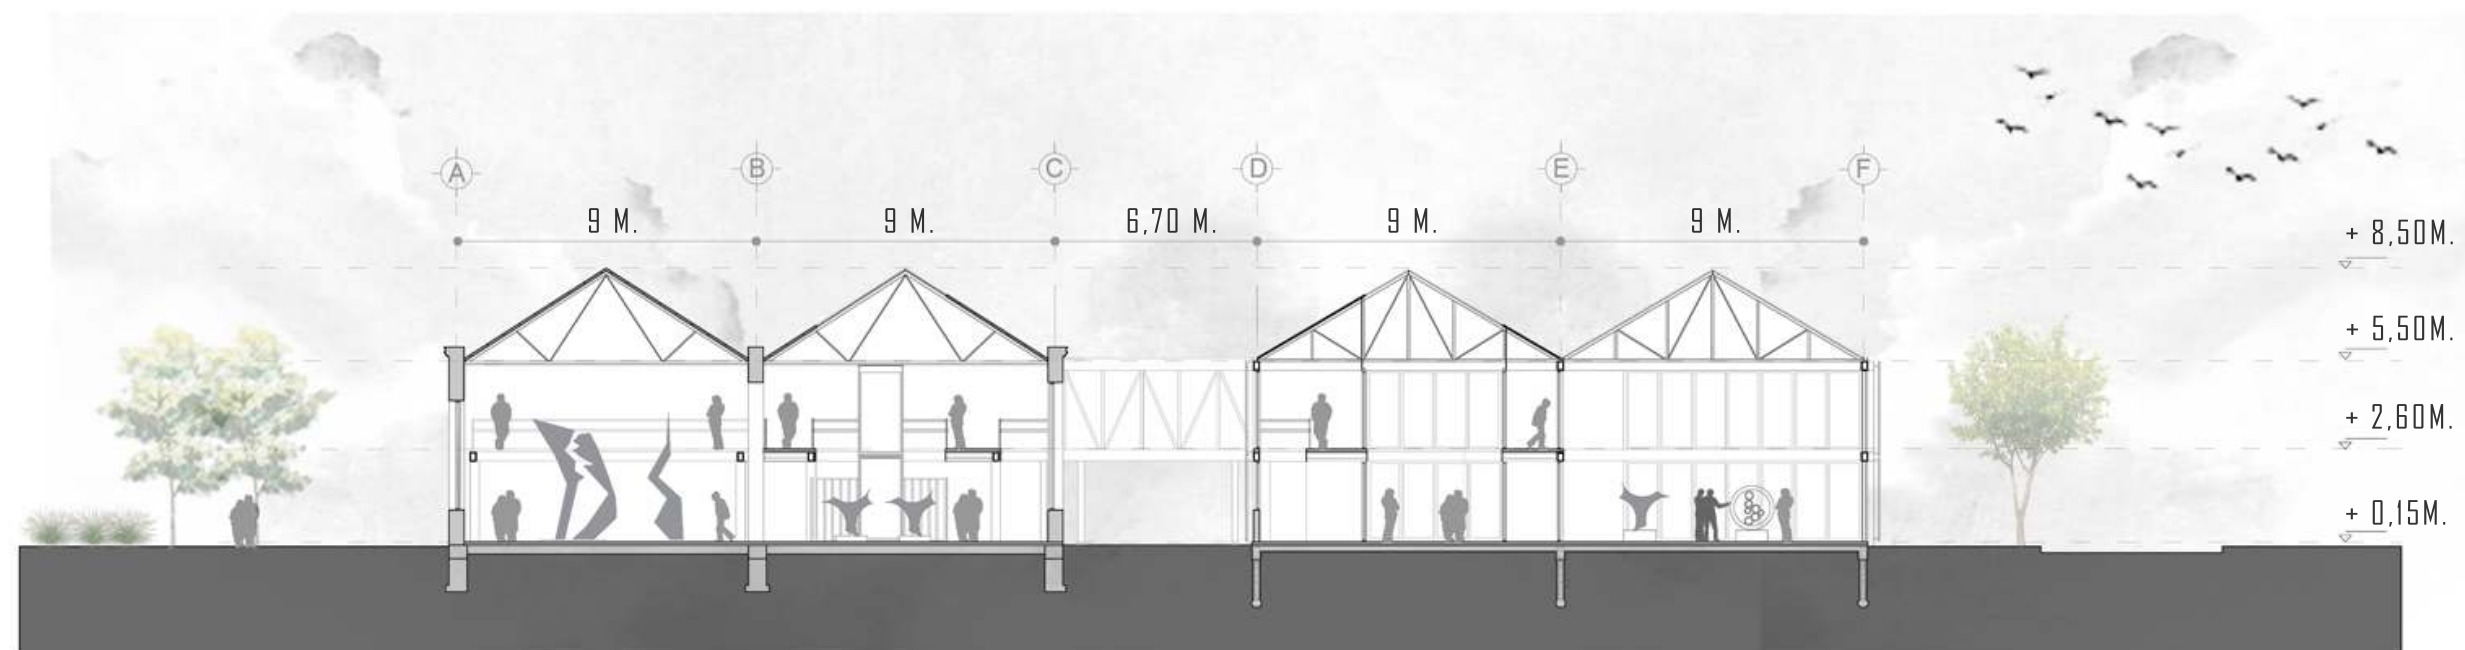 A B C D E F
9 M. 9 M. 6,70 M. 9 M. 9 M.
+ 8,50M.
+ 5,50M.
+ 2,60M.
+ 0,15M.